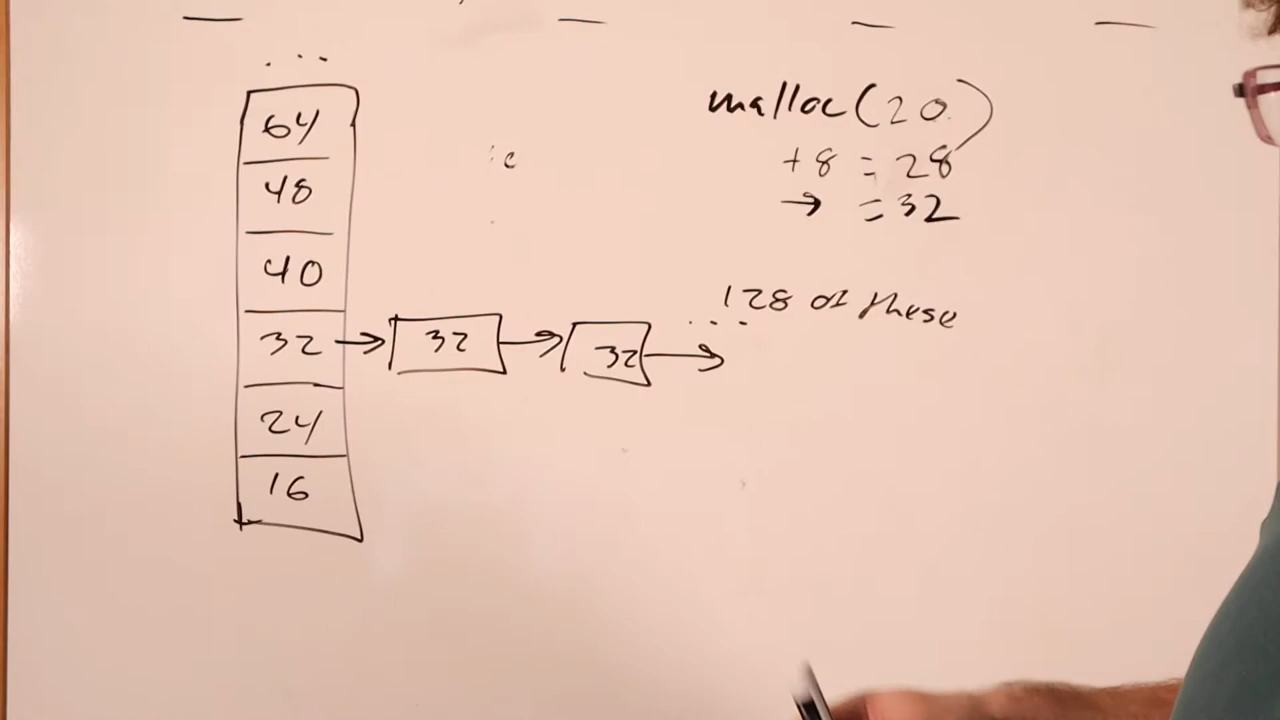 ...
64
48
40
32 → 32 → 32 → ...
24
16
malloc(20)
+8 = 28
→ = 32
128 of these